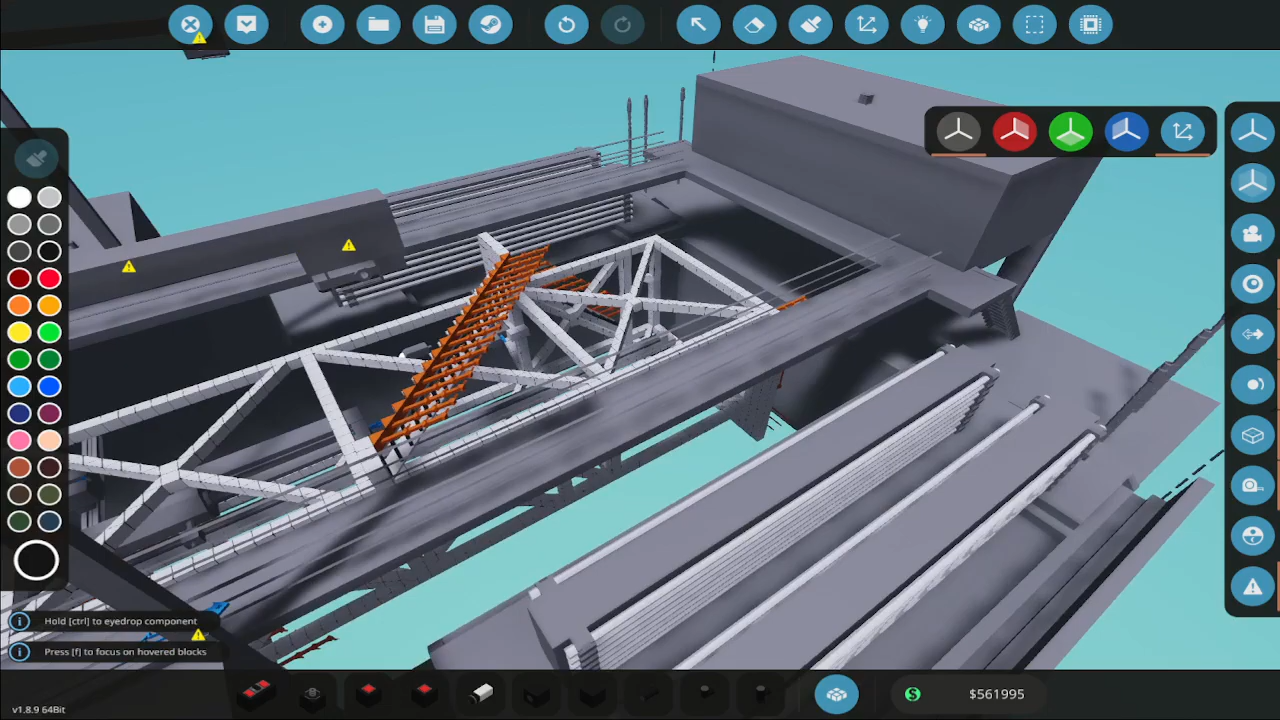 Hold [ctrl] to eyedrop component
Press [f] to focus on hovered blocks
$ $561995
v1.8.9 64Bit